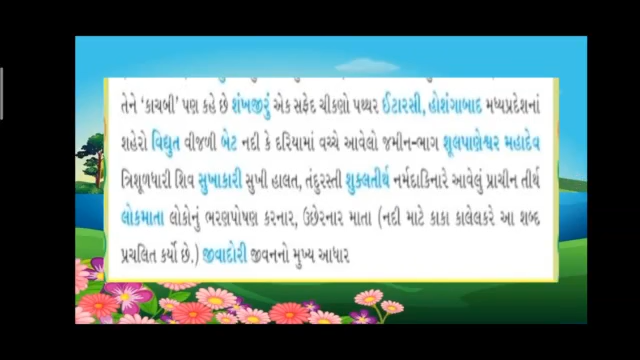 તેને ‘કાચબી’ પણ કહે છે શંખજીરું એક સફેદ ચીકણો પથ્થર ઈટારસી, હોશંગાબાદ મધ્યપ્રદેશનાં
શહેરો વિદ્યુત વીજળી બેટ નદી કે દરિયામાં વચ્ચે આવેલો જમીન-ભાગ શૂલપાણેશ્વર મહાદેવ
ત્રિશૂળધારી શિવ સુખાકારી સુખી હાલત, તંદુરસ્તી શુક્લતીર્થ નર્મદાકિનારે આવેલું પ્રાચીન તીર્થ
લોકમાતા લોકોનું ભરણપોષણ કરનાર, ઉછેરનાર માતા (નદી માટે કાકા કાલેલકરે આ શબ્દ
પ્રચલિત કર્યો છે.) જીવાદોરી જીવનનો મુખ્ય આધાર